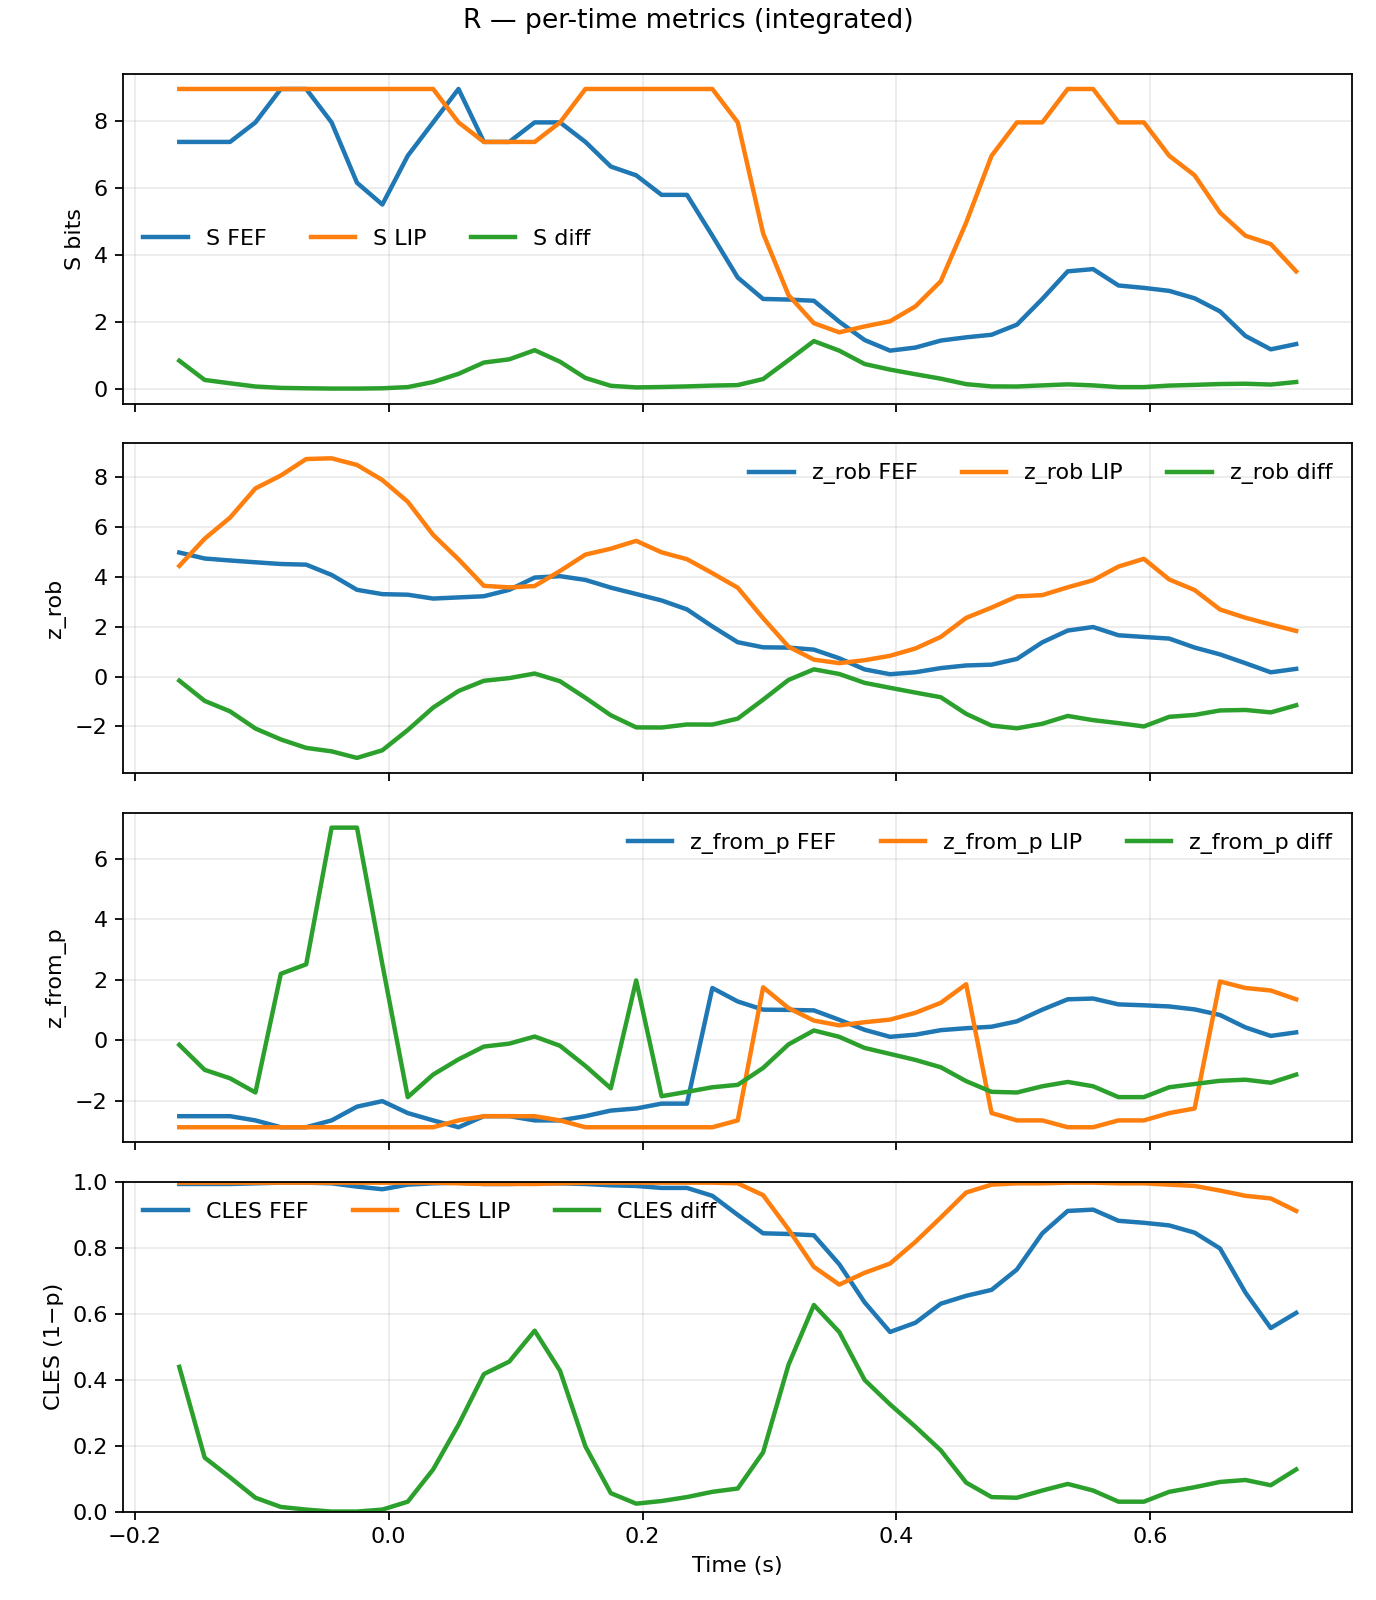 R — per-time metrics (integrated)
8
6
4
2
0
S bits
S FEF
S LIP
S diff
8
6
4
2
0
−2
z_rob
z_rob FEF
z_rob LIP
z_rob diff
6
4
2
0
−2
z_from_p
z_from_p FEF
z_from_p LIP
z_from_p diff
1.0
0.8
0.6
0.4
0.2
0.0
CLES (1−p)
CLES FEF
CLES LIP
CLES diff
−0.2
0.0
0.2
0.4
0.6
Time (s)